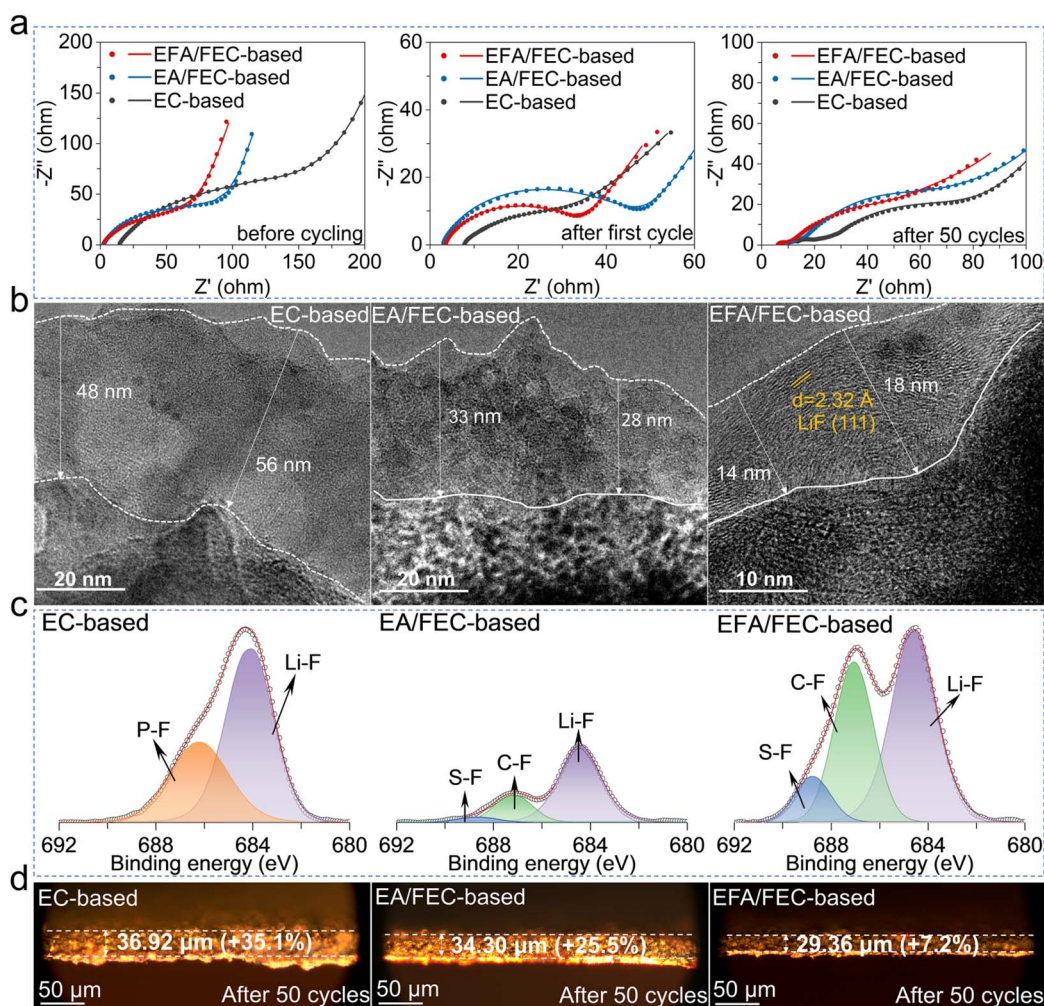 a
200
150
100
50
0
-Z" (ohm)
EFA/FEC-based
EA/FEC-based
EC-based
before cycling
0 50 100 150 200
Z' (ohm)
60
40
20
0
-Z" (ohm)
EFA/FEC-based
EA/FEC-based
EC-based
after first cycle
0 20 40 60
Z' (ohm)
100
80
60
40
20
0
-Z" (ohm)
EFA/FEC-based
EA/FEC-based
EC-based
after 50 cycles
0 20 40 60 80 100
Z' (ohm)
b
EC-based
48 nm
56 nm
20 nm
EA/FEC-based
33 nm
28 nm
20 nm
EFA/FEC-based
18 nm
d=2.32 Å
LiF (111)
14 nm
10 nm
c
EC-based
Li-F
P-F
692 688 684 680
Binding energy (eV)
EA/FEC-based
Li-F
C-F
S-F
692 688 684 680
Binding energy (eV)
EFA/FEC-based
C-F
Li-F
S-F
692 688 684 680
Binding energy (eV)
d
EC-based
36.92 μm (+35.1%)
50 μm
After 50 cycles
EA/FEC-based
34.30 μm (+25.5%)
50 μm
After 50 cycles
EFA/FEC-based
29.36 μm (+7.2%)
50 μm
After 50 cycles